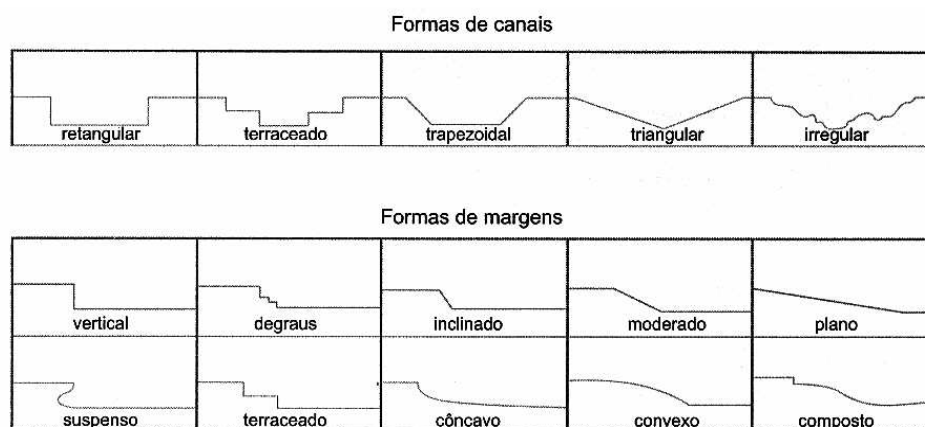 Formas de canais
retangular terraceado trapezoidal triangular irregular
Formas de margens
vertical degraus inclinado moderado plano
suspenso terraceado côncavo convexo composto